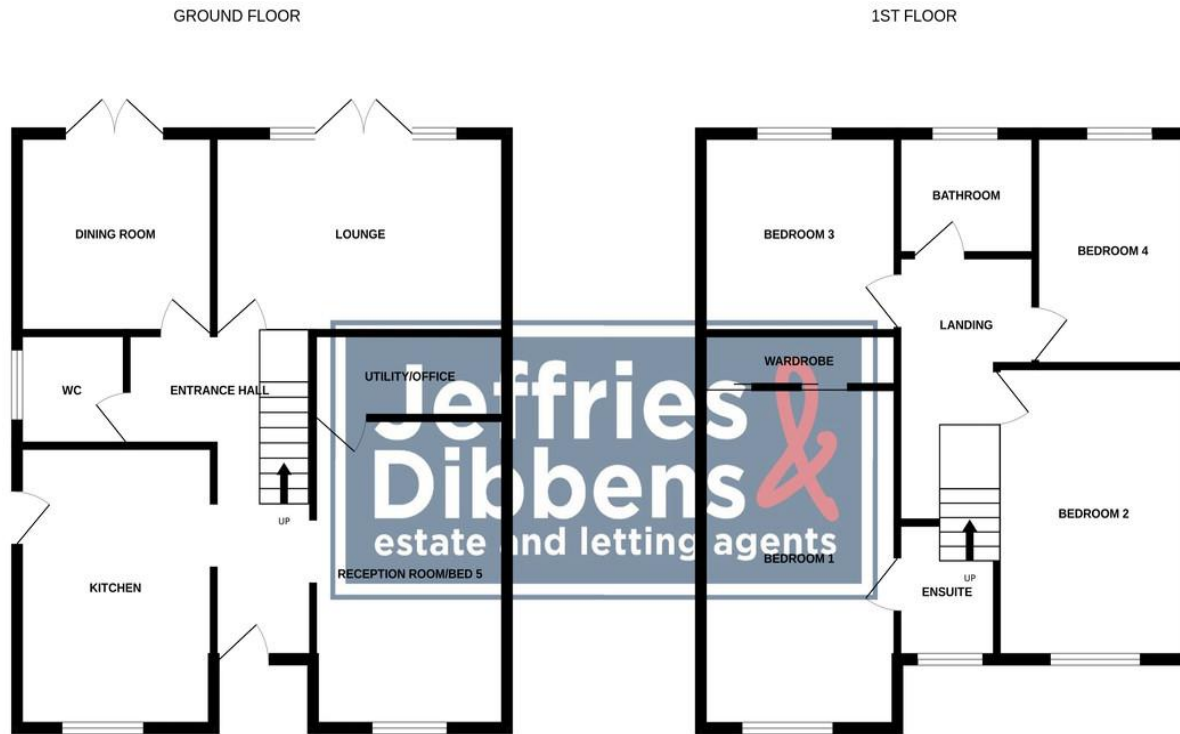 GROUND FLOOR
1ST FLOOR
DINING ROOM
LOUNGE
WC
ENTRANCE HALL
UTILITY/OFFICE
UP
KITCHEN
RECEPTION ROOM/BED 5
BEDROOM 3
BATHROOM
BEDROOM 4
LANDING
WARDROBE
BEDROOM 2
BEDROOM 1
UP
ENSUITE
Jeffries &
Dibbens
estate and letting agents